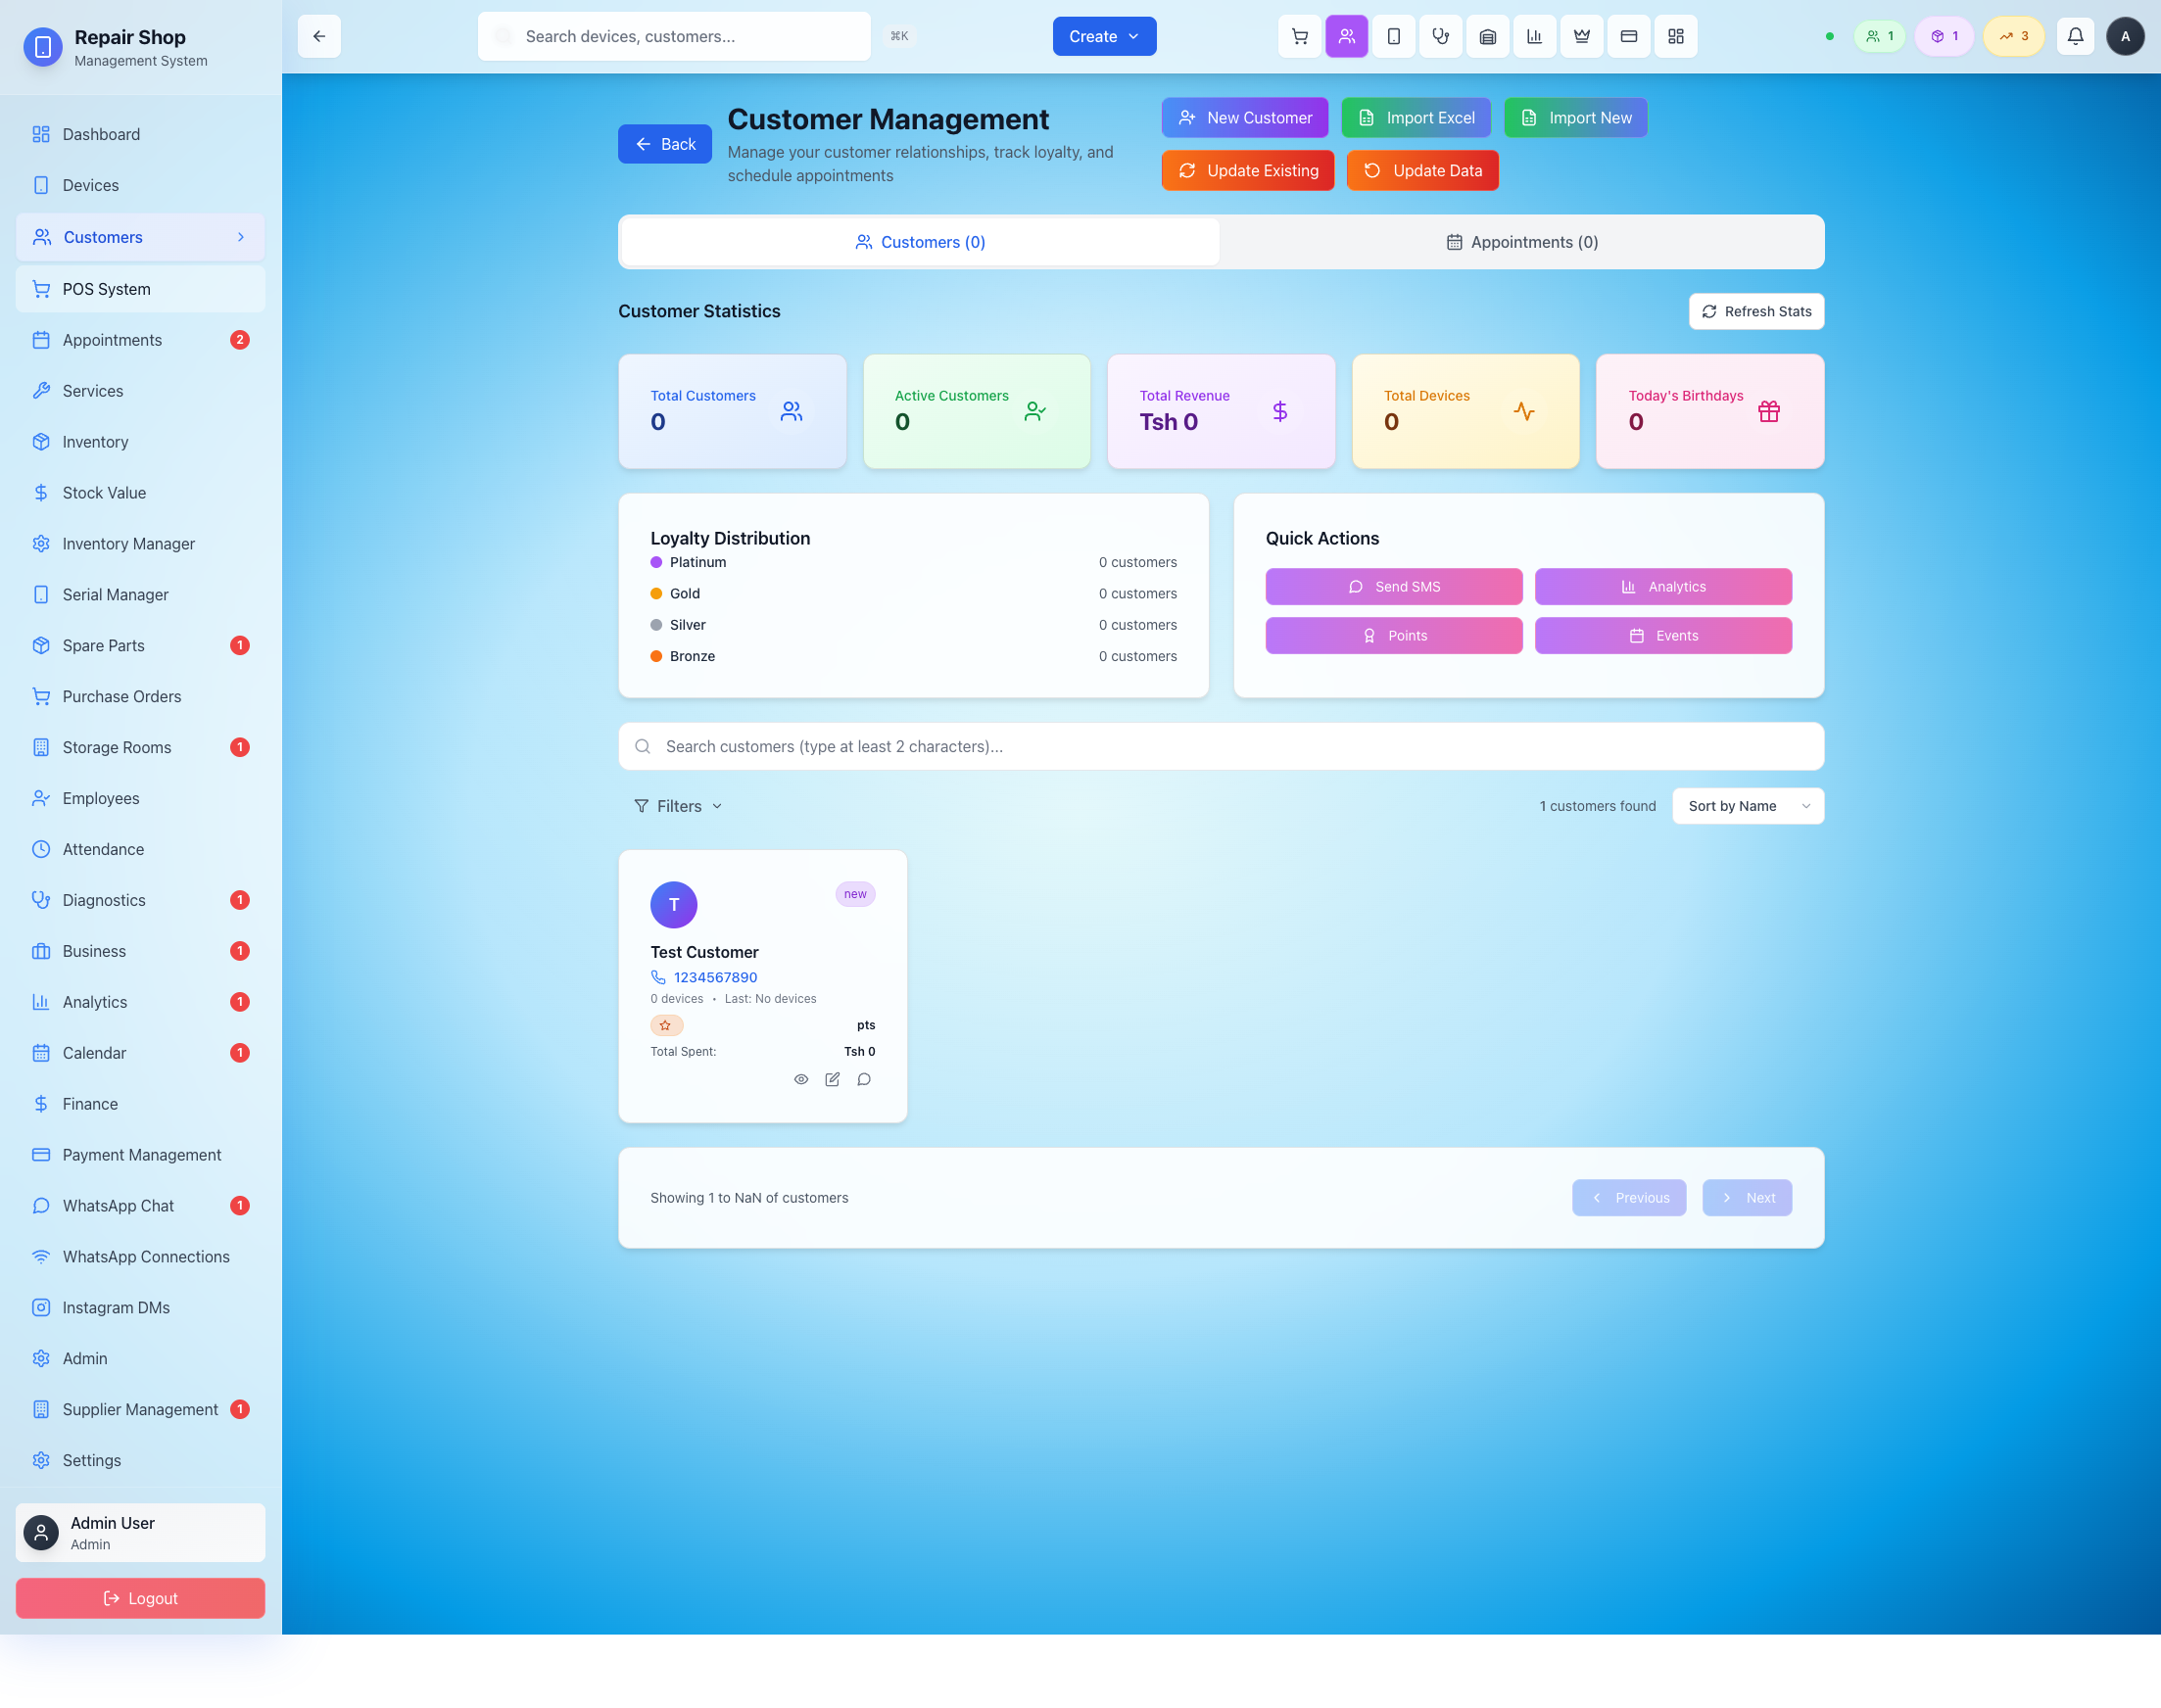 Repair Shop
Management System
Dashboard
Devices
Customers
POS System
Appointments 2
Services
Inventory
Stock Value
Inventory Manager
Serial Manager
Spare Parts 1
Purchase Orders
Storage Rooms 1
Employees
Attendance
Diagnostics 1
Business 1
Analytics 1
Calendar 1
Finance
Payment Management
WhatsApp Chat 1
WhatsApp Connections
Instagram DMs
Admin
Supplier Management 1
Settings
Admin User
Admin
Logout
Search devices, customers... ⌘K Create 1 1 3 A
Back
Customer Management
Manage your customer relationships, track loyalty, and
schedule appointments
New Customer Import Excel Import New
Update Existing Update Data
Customers (0) Appointments (0)
Customer Statistics Refresh Stats
Total Customers
0
Active Customers
0
Total Revenue
Tsh 0
Total Devices
0
Today's Birthdays
0
Loyalty Distribution
Platinum 0 customers
Gold 0 customers
Silver 0 customers
Bronze 0 customers
Quick Actions
Send SMS Analytics
Points Events
Search customers (type at least 2 characters)...
Filters 1 customers found Sort by Name
T new
Test Customer
1234567890
0 devices • Last: No devices
pts
Total Spent: Tsh 0
Showing 1 to NaN of customers Previous Next